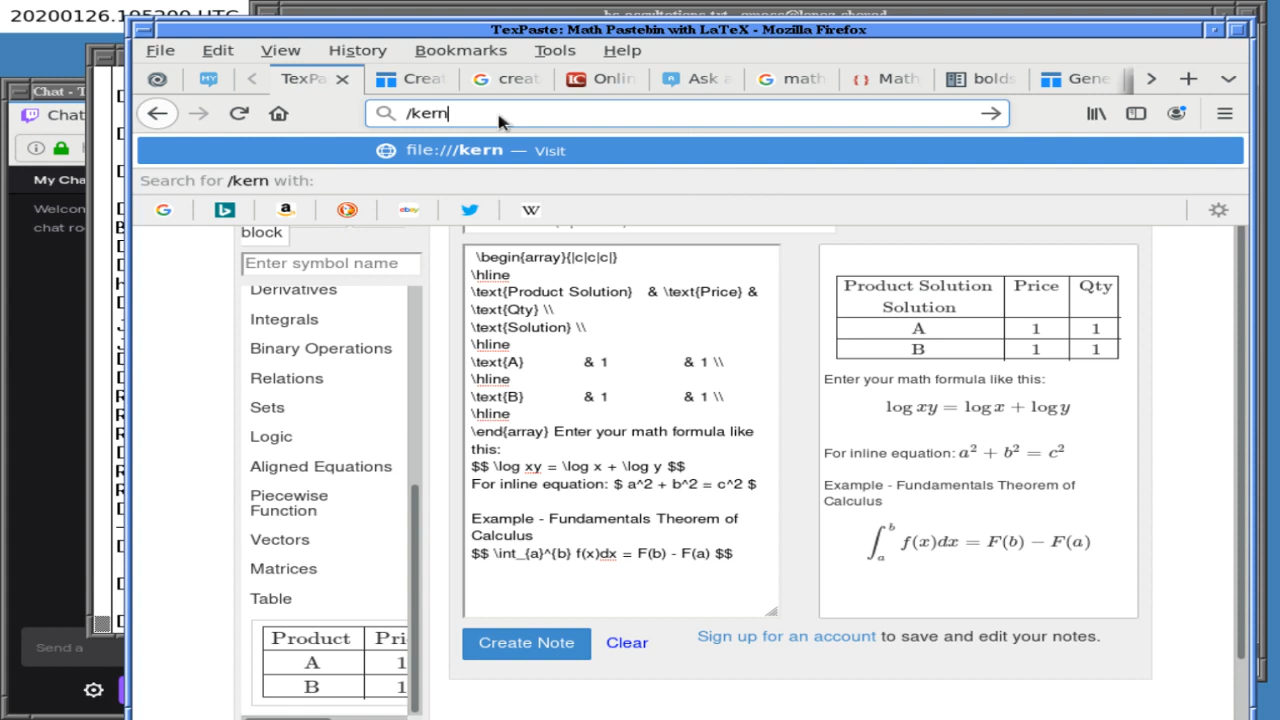 20200126.105200 UTC
TexPaste: Math Pastebin with LaTeX - Mozilla Firefox
File Edit View History Bookmarks Tools Help
TexPa Creat creat Onlin Ask a math Math bolds Gene
/kern
file:///kern — Visit
Search for /kern with:
Chat - T
Chat
My Cha
Welcon
chat ro
Send a
block
Enter symbol name
Derivatives
Integrals
Binary Operations
Relations
Sets
Logic
Aligned Equations
Piecewise
Function
Vectors
Matrices
Table
Product Pri
A 1
B 1
\begin{array}{|c|c|c|}
\hline
\text{Product Solution} & \text{Price} &
\text{Qty} \\
\text{Solution} \\
\hline
\text{A} & 1 & 1 \\
\hline
\text{B} & 1 & 1 \\
\hline
\end{array} Enter your math formula like
this:
$$ \log xy = \log x + \log y $$
For inline equation: $ a^2 + b^2 = c^2 $
Example - Fundamentals Theorem of
Calculus
$$ \int_{a}^{b} f(x)dx = F(b) - F(a) $$
Create Note Clear
Product Solution Price Qty
Solution
A 1 1
B 1 1
Enter your math formula like this:
log xy = log x + log y
For inline equation: a² + b² = c²
Example - Fundamentals Theorem of
Calculus
∫ₐᵇ f(x)dx = F(b) − F(a)
Sign up for an account to save and edit your notes.